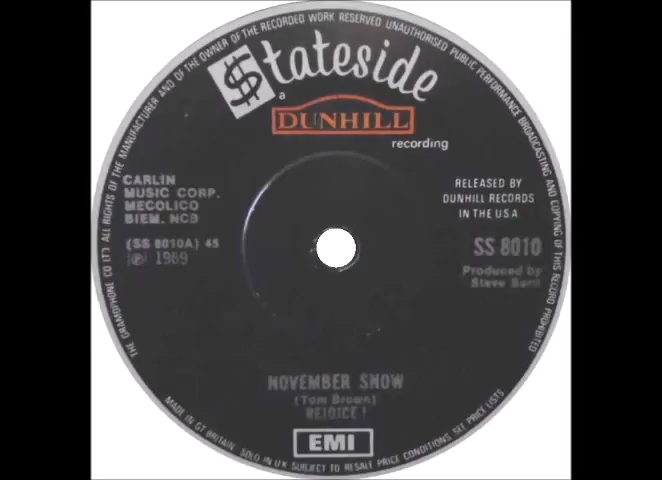 THE GRAMOPHONE CO LTD ALL RIGHTS OF THE MANUFACTURER AND OF THE OWNER OF THE RECORDED WORK RESERVED UNAUTHORISED PUBLIC PERFORMANCE BROADCASTING AND COPYING OF THIS RECORD PROHIBITED
$tateside
a
DUNHILL
recording
CARLIN
MUSIC CORP.
MECOLICO
BIEM. NCB
(SS 8010A) 45
℗ 1969
RELEASED BY
DUNHILL RECORDS
IN THE U.S.A
SS 8010
Produced by
Steve Barri
NOVEMBER SNOW
(Tom Brown)
REJOICE!
EMI
MADE IN GT BRITAIN SOLD IN U.K SUBJECT TO RESALE PRICE CONDITIONS. SEE PRICE LISTS